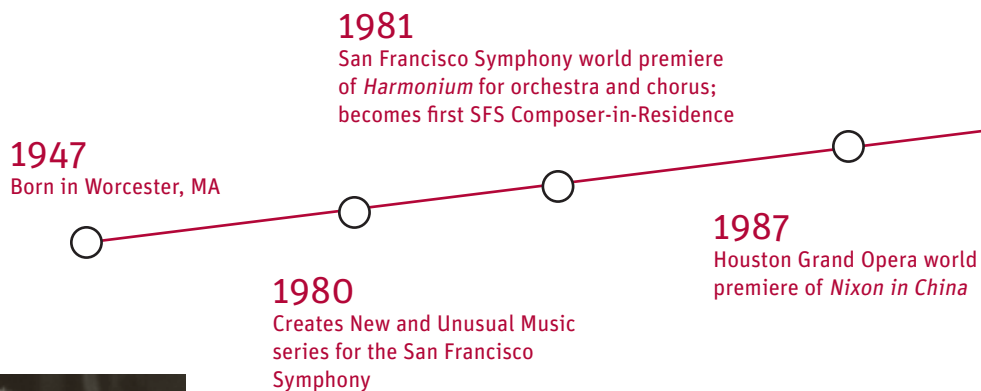 1947
Born in Worcester, MA
1980
Creates New and Unusual Music
series for the San Francisco
Symphony
1981
San Francisco Symphony world premiere
of Harmonium for orchestra and chorus;
becomes first SFS Composer-in-Residence
1987
Houston Grand Opera world
premiere of Nixon in China